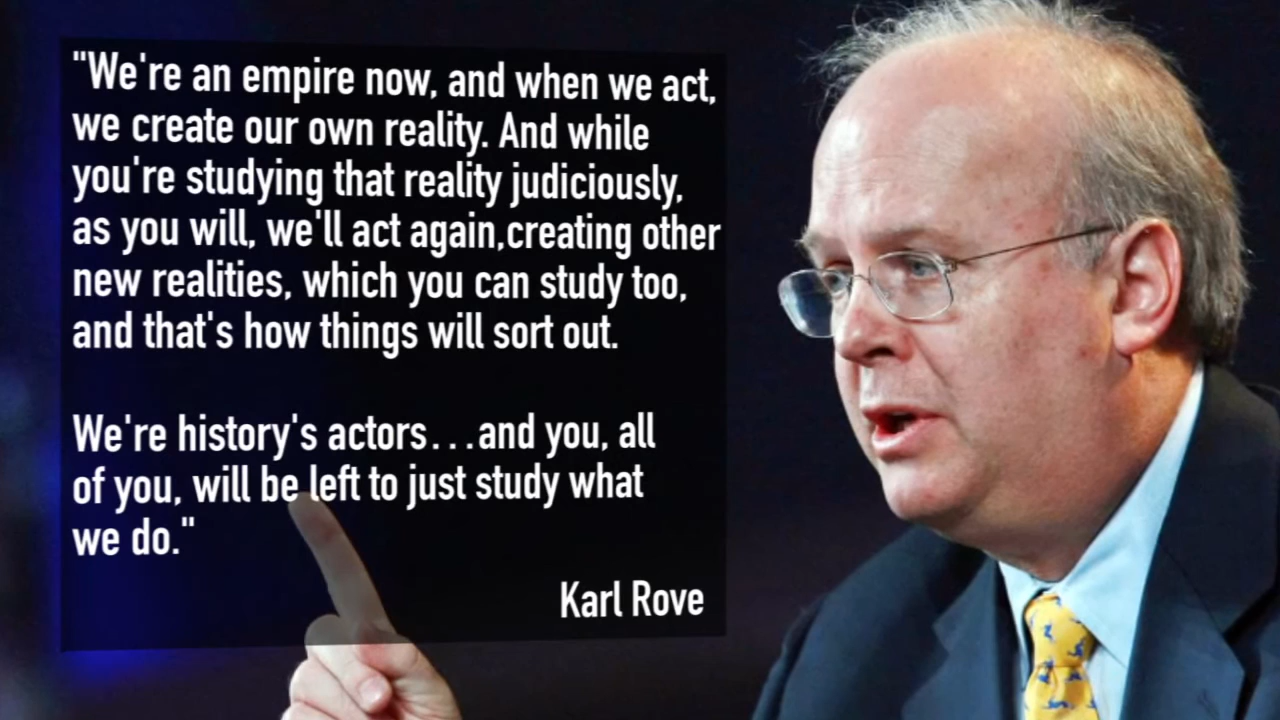 "We're an empire now, and when we act,
we create our own reality. And while
you're studying that reality judiciously,
as you will, we'll act again,creating other
new realities, which you can study too,
and that's how things will sort out.
We're history's actors...and you, all
of you, will be left to just study what
we do."
Karl Rove